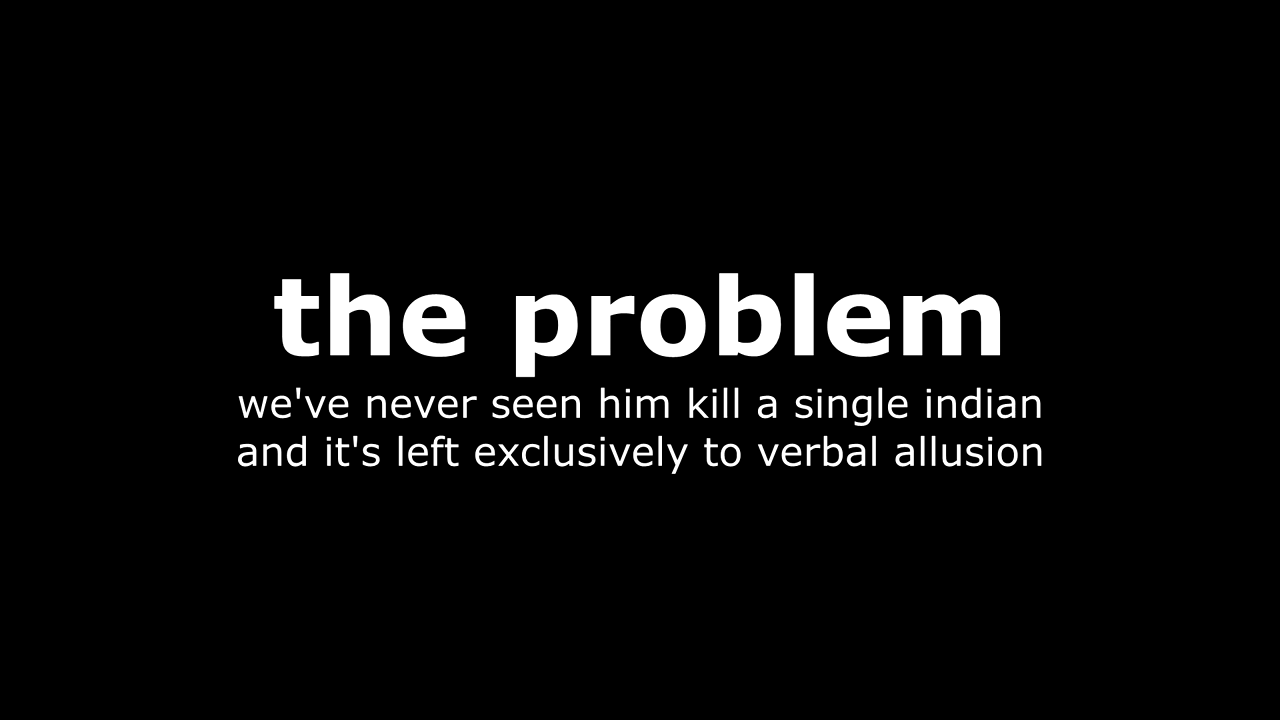 the problem
we've never seen him kill a single indian
and it's left exclusively to verbal allusion